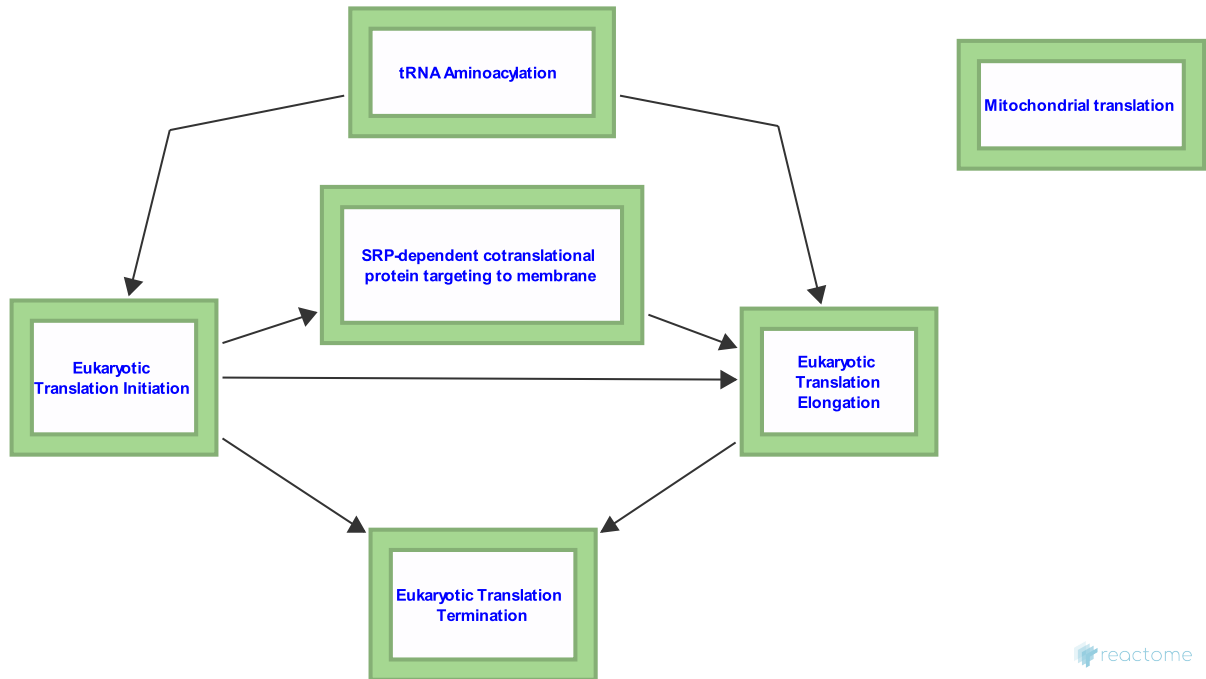 tRNA Aminoacylation
Mitochondrial translation
SRP-dependent cotranslational
protein targeting to membrane
Eukaryotic
Translation Initiation
Eukaryotic
Translation
Elongation
Eukaryotic Translation
Termination
reactome